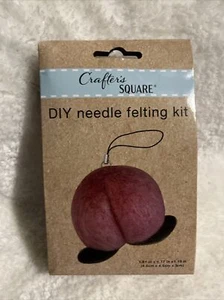 Crafter's
SQUARE®
DIY needle felting kit